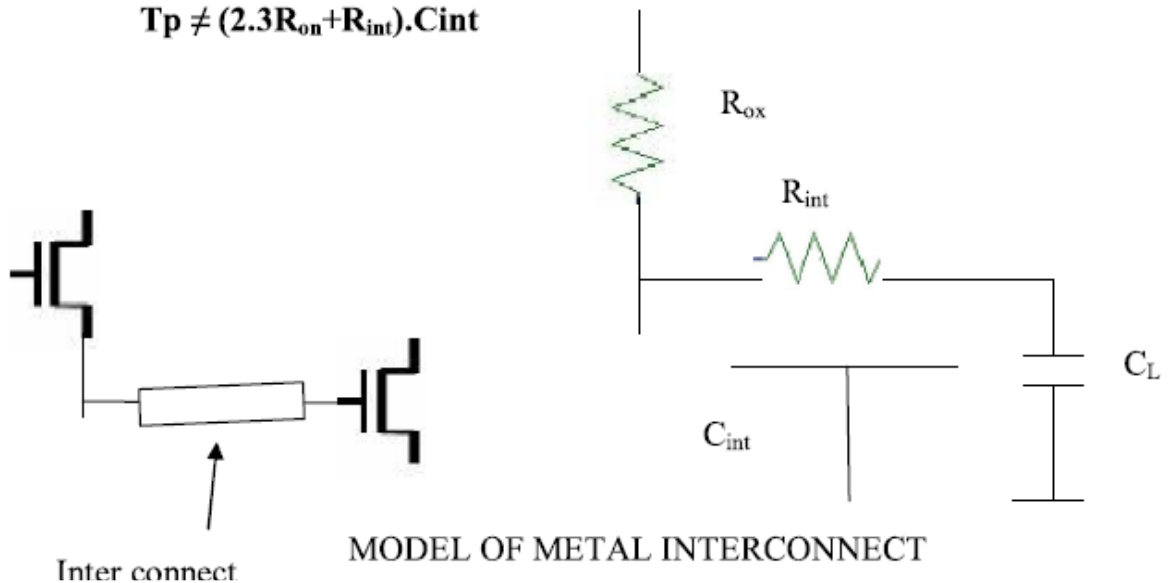 Tp ≠ (2.3Ron+Rint).Cint
Rox
Rint
CL
Cint
MODEL OF METAL INTERCONNECT
Inter connect